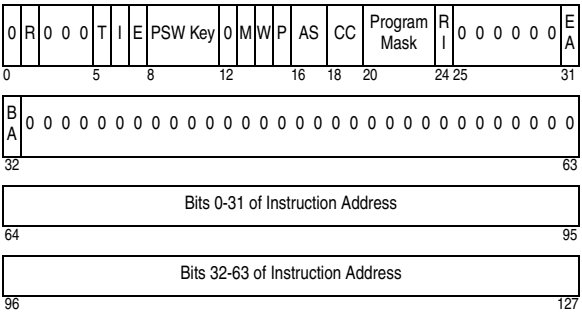 0 R 0 0 0 T I E PSW Key 0 M W P AS CC Program Mask R I 0 0 0 0 0 0 E A
0 5 8 12 16 18 20 24 25 31
B A 0 0 0 0 0 0 0 0 0 0 0 0 0 0 0 0 0 0 0 0 0 0 0 0 0 0 0 0 0 0 0
32 63
Bits 0-31 of Instruction Address
64 95
Bits 32-63 of Instruction Address
96 127